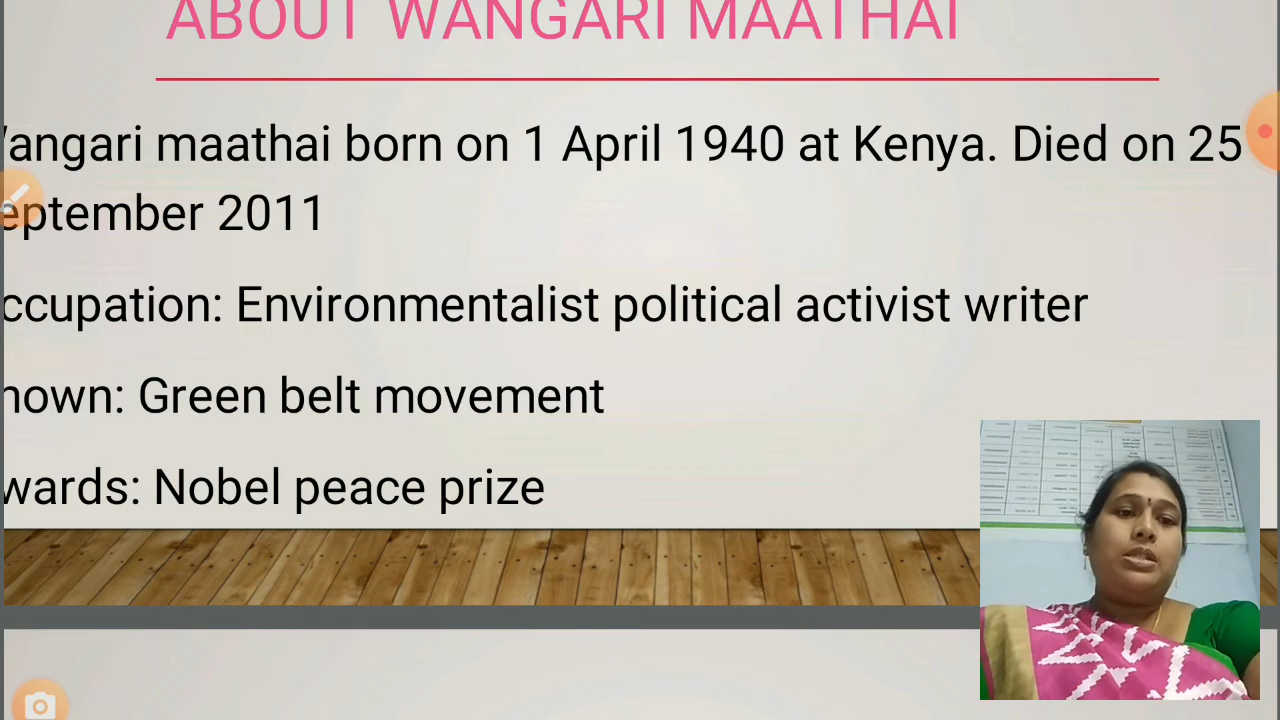 ABOUT WANGARI MAATHAI
angari maathai born on 1 April 1940 at Kenya. Died on 25
eptember 2011
ccupation: Environmentalist political activist writer
nown: Green belt movement
wards: Nobel peace prize